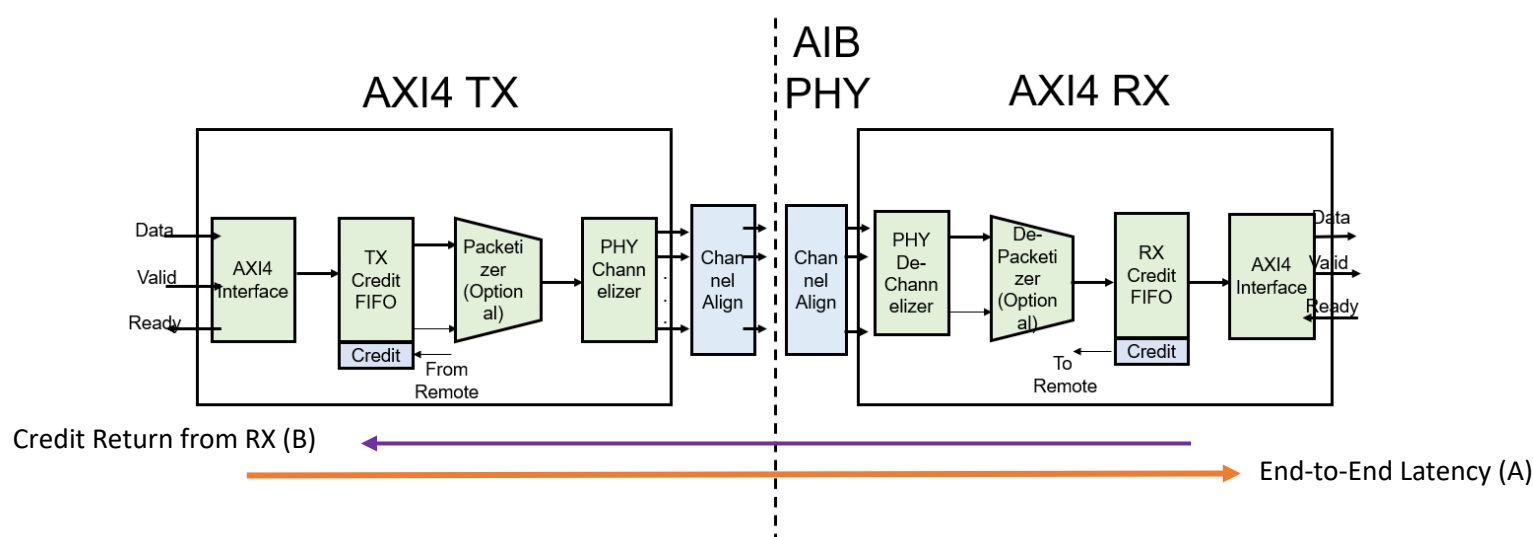 AIB
PHY
AXI4 TX
AXI4 RX
Data
Valid
Ready
AXI4
Interface
TX
Credit
FIFO
Credit
From
Remote
Packeti
zer
(Option
al)
PHY
Chann
elizer
Chan
nel
Align
Chan
nel
Align
PHY
De-
Chann
elizer
De-
Packeti
zer
(Option
al)
RX
Credit
FIFO
Credit
To
Remote
AXI4
Interface
Data
Valid
Ready
Credit Return from RX (B)
End-to-End Latency (A)